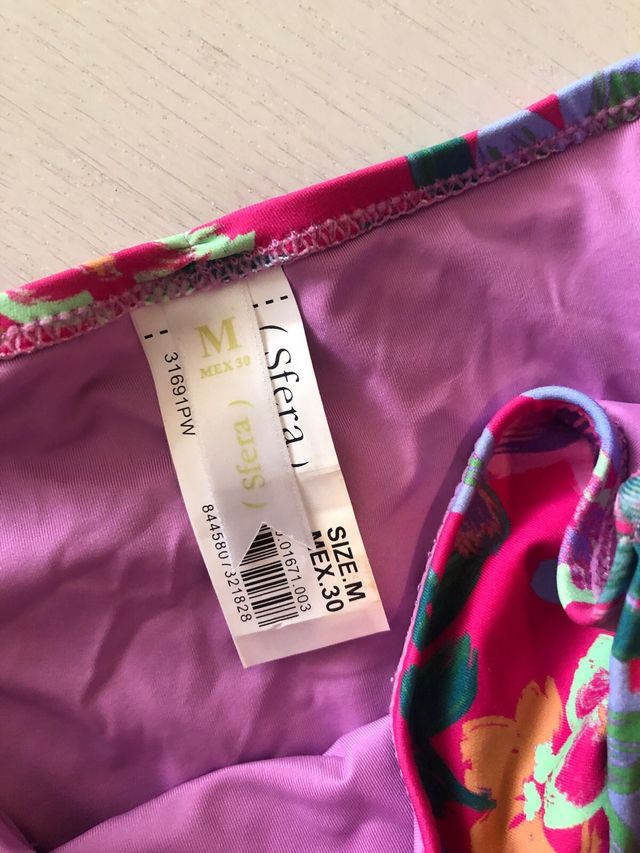 M
MEX 30
( Sfera )
( Sfera )
31691PW
SIZE.M
MEX.30
.01671.003
8445807321828